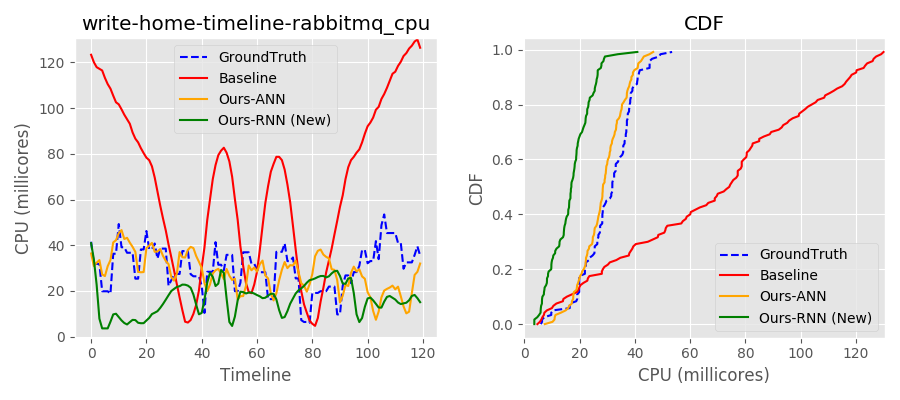 write-home-timeline-rabbitmq_cpu
CPU (millicores)
120
100
80
60
40
20
0
GroundTruth
Baseline
Ours-ANN
Ours-RNN (New)
0 20 40 60 80 100 120
Timeline
CDF
CDF
1.0
0.8
0.6
0.4
0.2
0.0
GroundTruth
Baseline
Ours-ANN
Ours-RNN (New)
0 20 40 60 80 100 120
CPU (millicores)